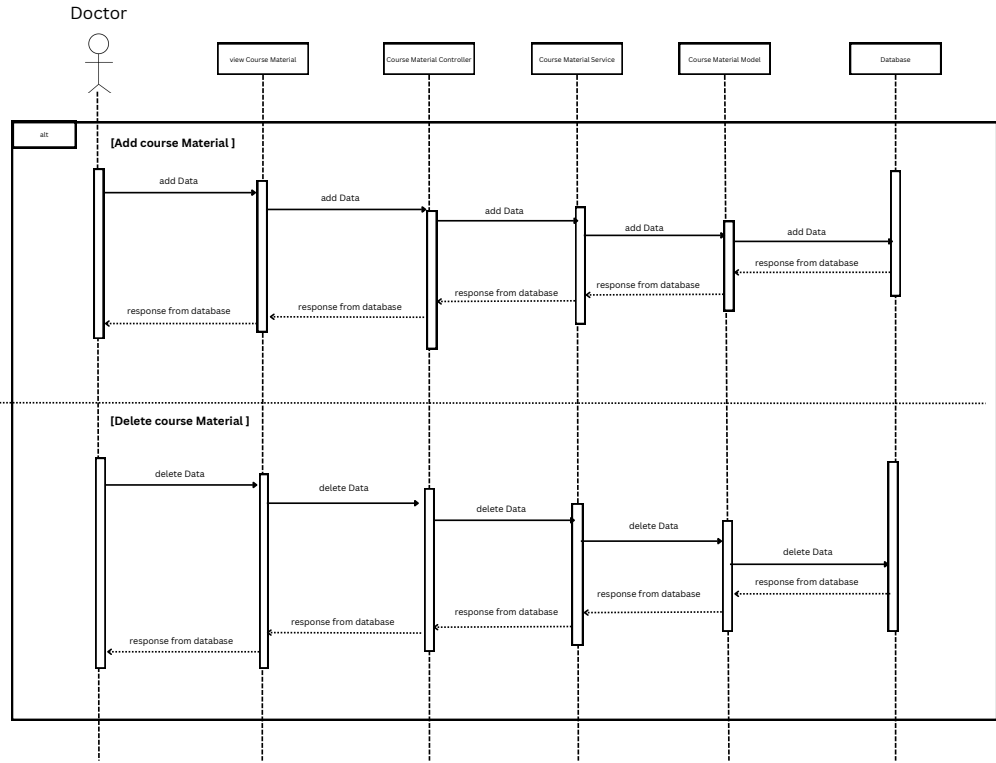 Doctor
view Course Material
Course Material Controller
Course Material Service
Course Material Model
Database
alt
[Add course Material ]
add Data
add Data
add Data
add Data
add Data
response from database
response from database
response from database
response from database
response from database
[Delete course Material ]
delete Data
delete Data
delete Data
delete Data
delete Data
response from database
response from database
response from database
response from database
response from database